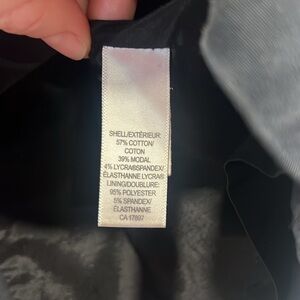 SHELL/EXTÉRIEUR:
57% COTTON/
COTON
39% MODAL
4% LYCRA®SPANDEX/
ÉLASTHANNE LYCRA®
LINING/DOUBLURE:
95% POLYESTER
5% SPANDEX/
ÉLASTHANNE
CA 17897